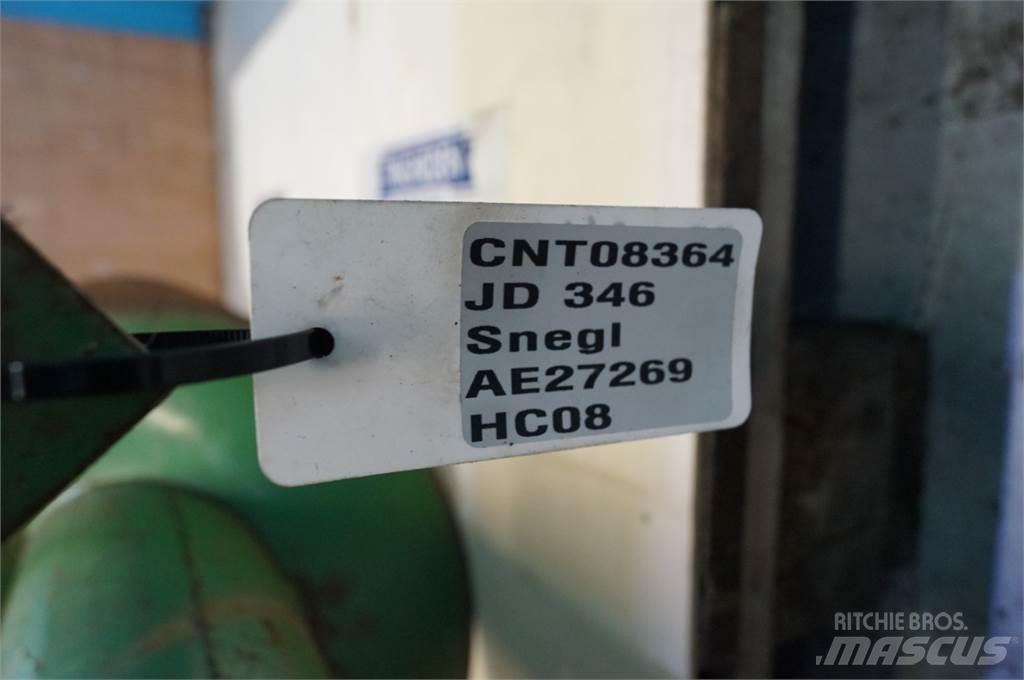 CNT08364
JD 346
Snegl
AE27269
HC08
RITCHIE BROS.
MASCUS